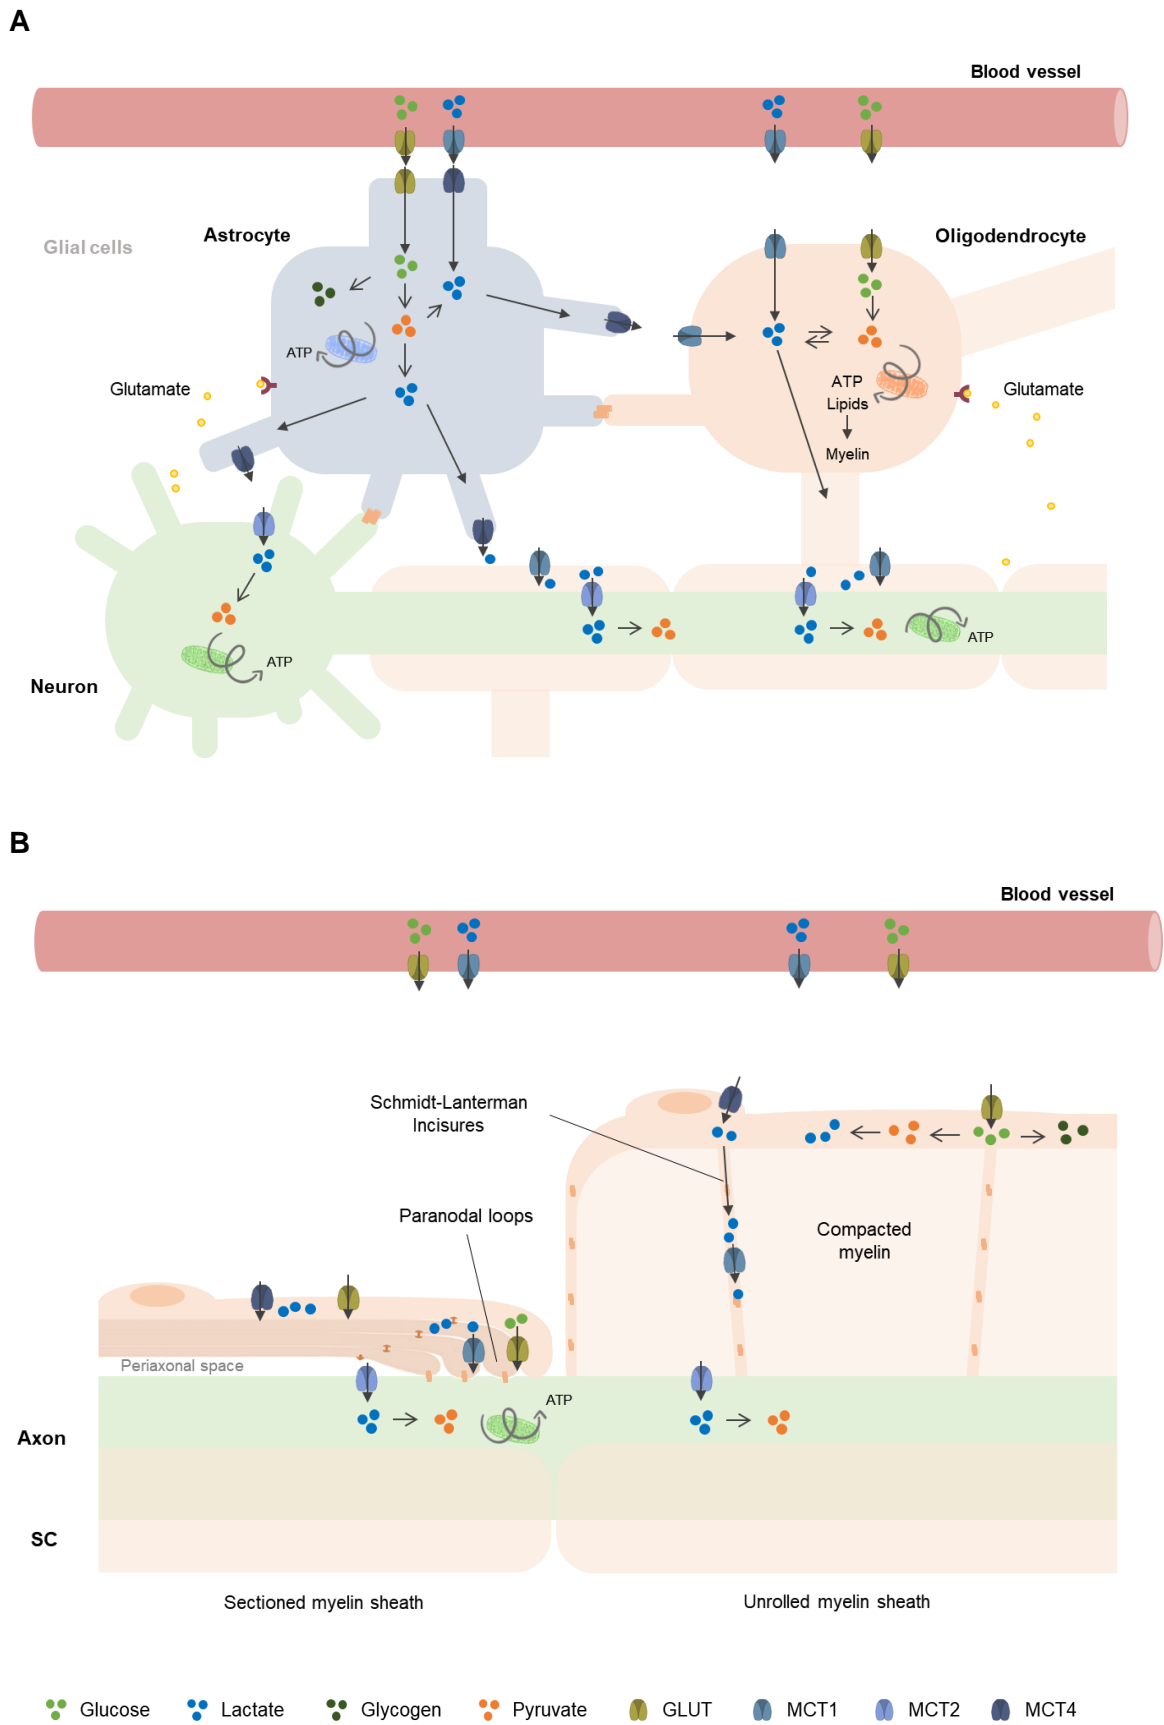 A
Blood vessel
Glial cells
Astrocyte
Oligodendrocyte
ATP
Glutamate
ATP
Lipids
Myelin
Glutamate
ATP
ATP
Neuron
B
Blood vessel
Schmidt-Lanterman
Incisures
Paranodal loops
Compacted
myelin
Periaxonal space
ATP
Axon
SC
Sectioned myelin sheath
Unrolled myelin sheath
Glucose
Lactate
Glycogen
Pyruvate
GLUT
MCT1
MCT2
MCT4